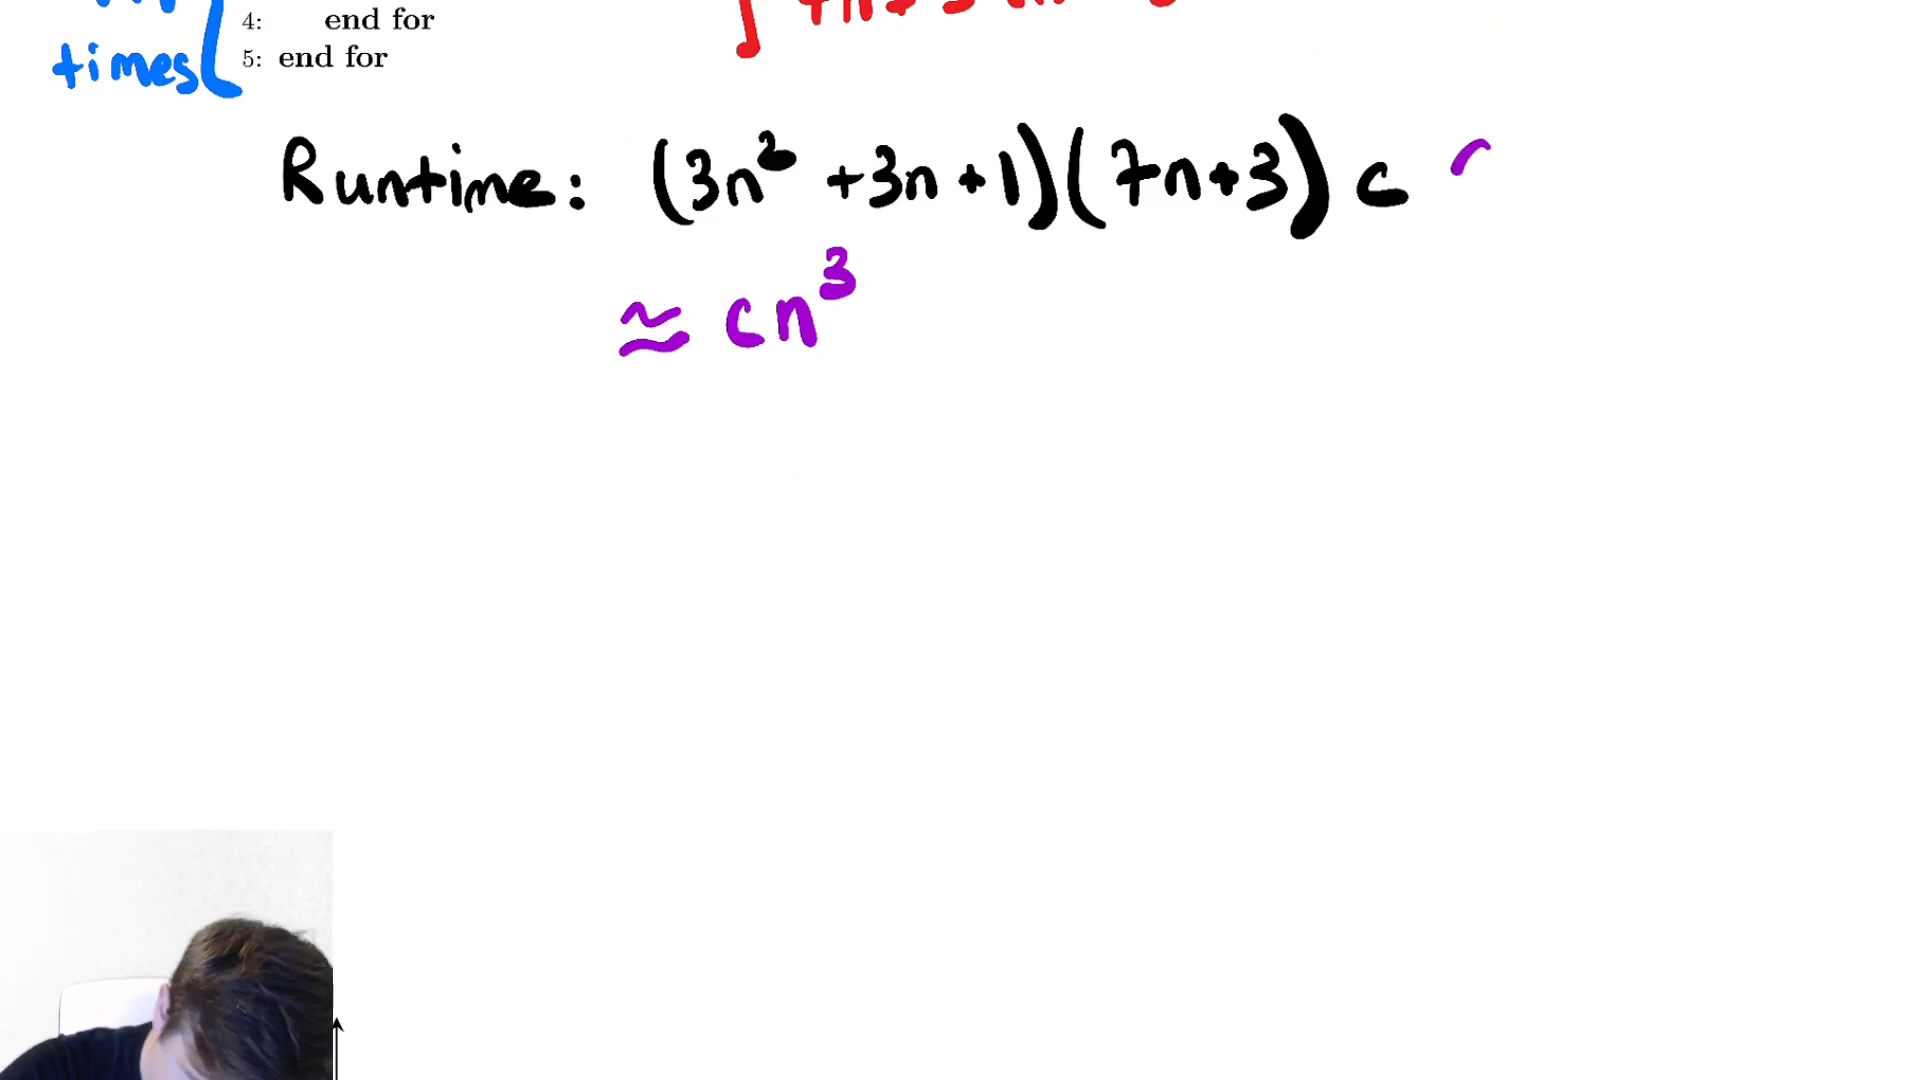 4: end for
times 5: end for
Runtime: (3n² +3n+1)(7n+3) c
≈ cn³